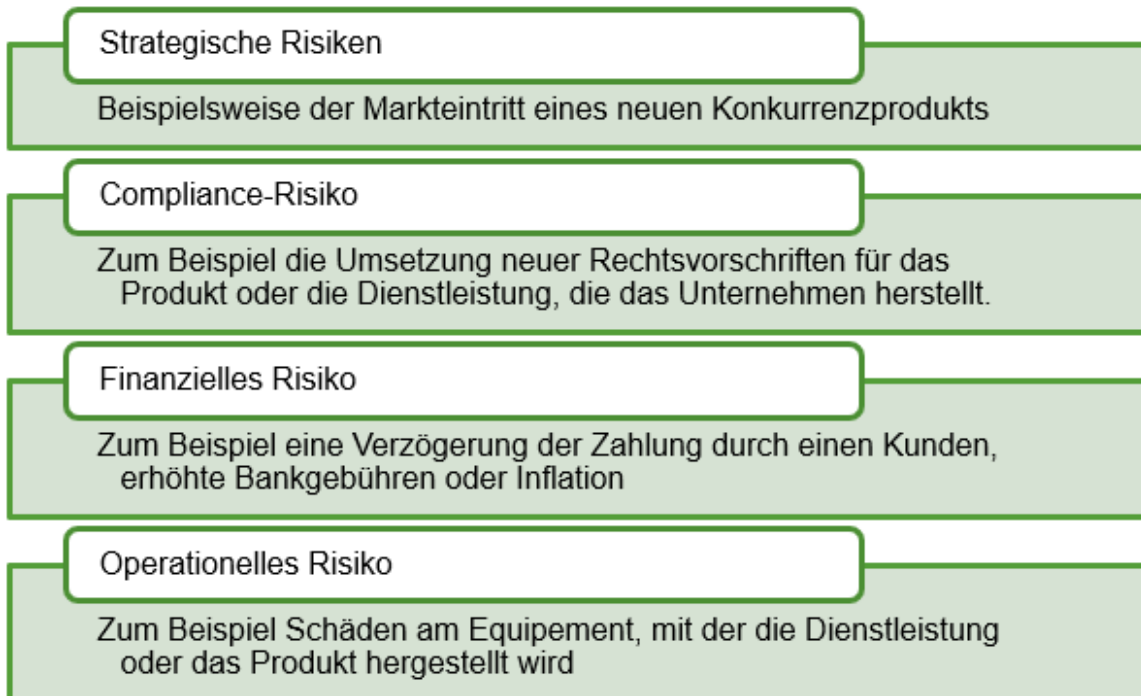 Strategische Risiken
Beispielsweise der Markteintritt eines neuen Konkurrenzprodukts
Compliance-Risiko
Zum Beispiel die Umsetzung neuer Rechtsvorschriften für das
Produkt oder die Dienstleistung, die das Unternehmen herstellt.
Finanzielles Risiko
Zum Beispiel eine Verzögerung der Zahlung durch einen Kunden,
erhöhte Bankgebühren oder Inflation
Operationelles Risiko
Zum Beispiel Schäden am Equipement, mit der die Dienstleistung
oder das Produkt hergestellt wird